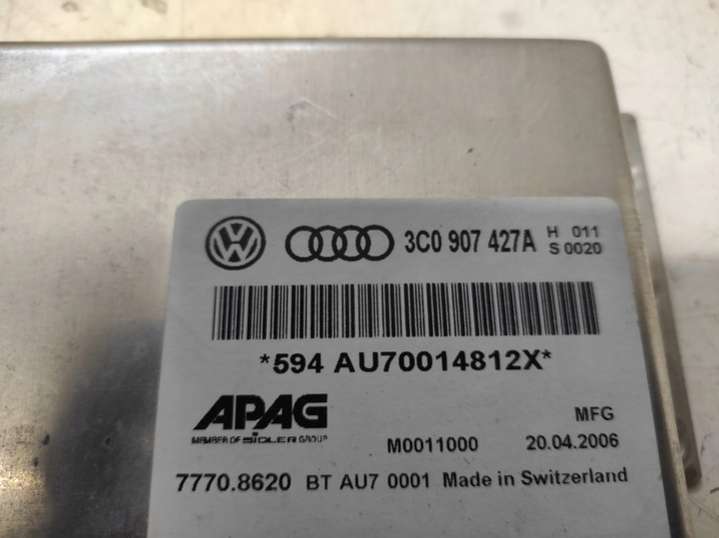 3C0 907 427A H 011
S 0020
*594 AU70014812X*
APAG MFG
MEMBER OF SIDLER GROUP M0011000 20.04.2006
7770.8620 BT AU7 0001 Made in Switzerland